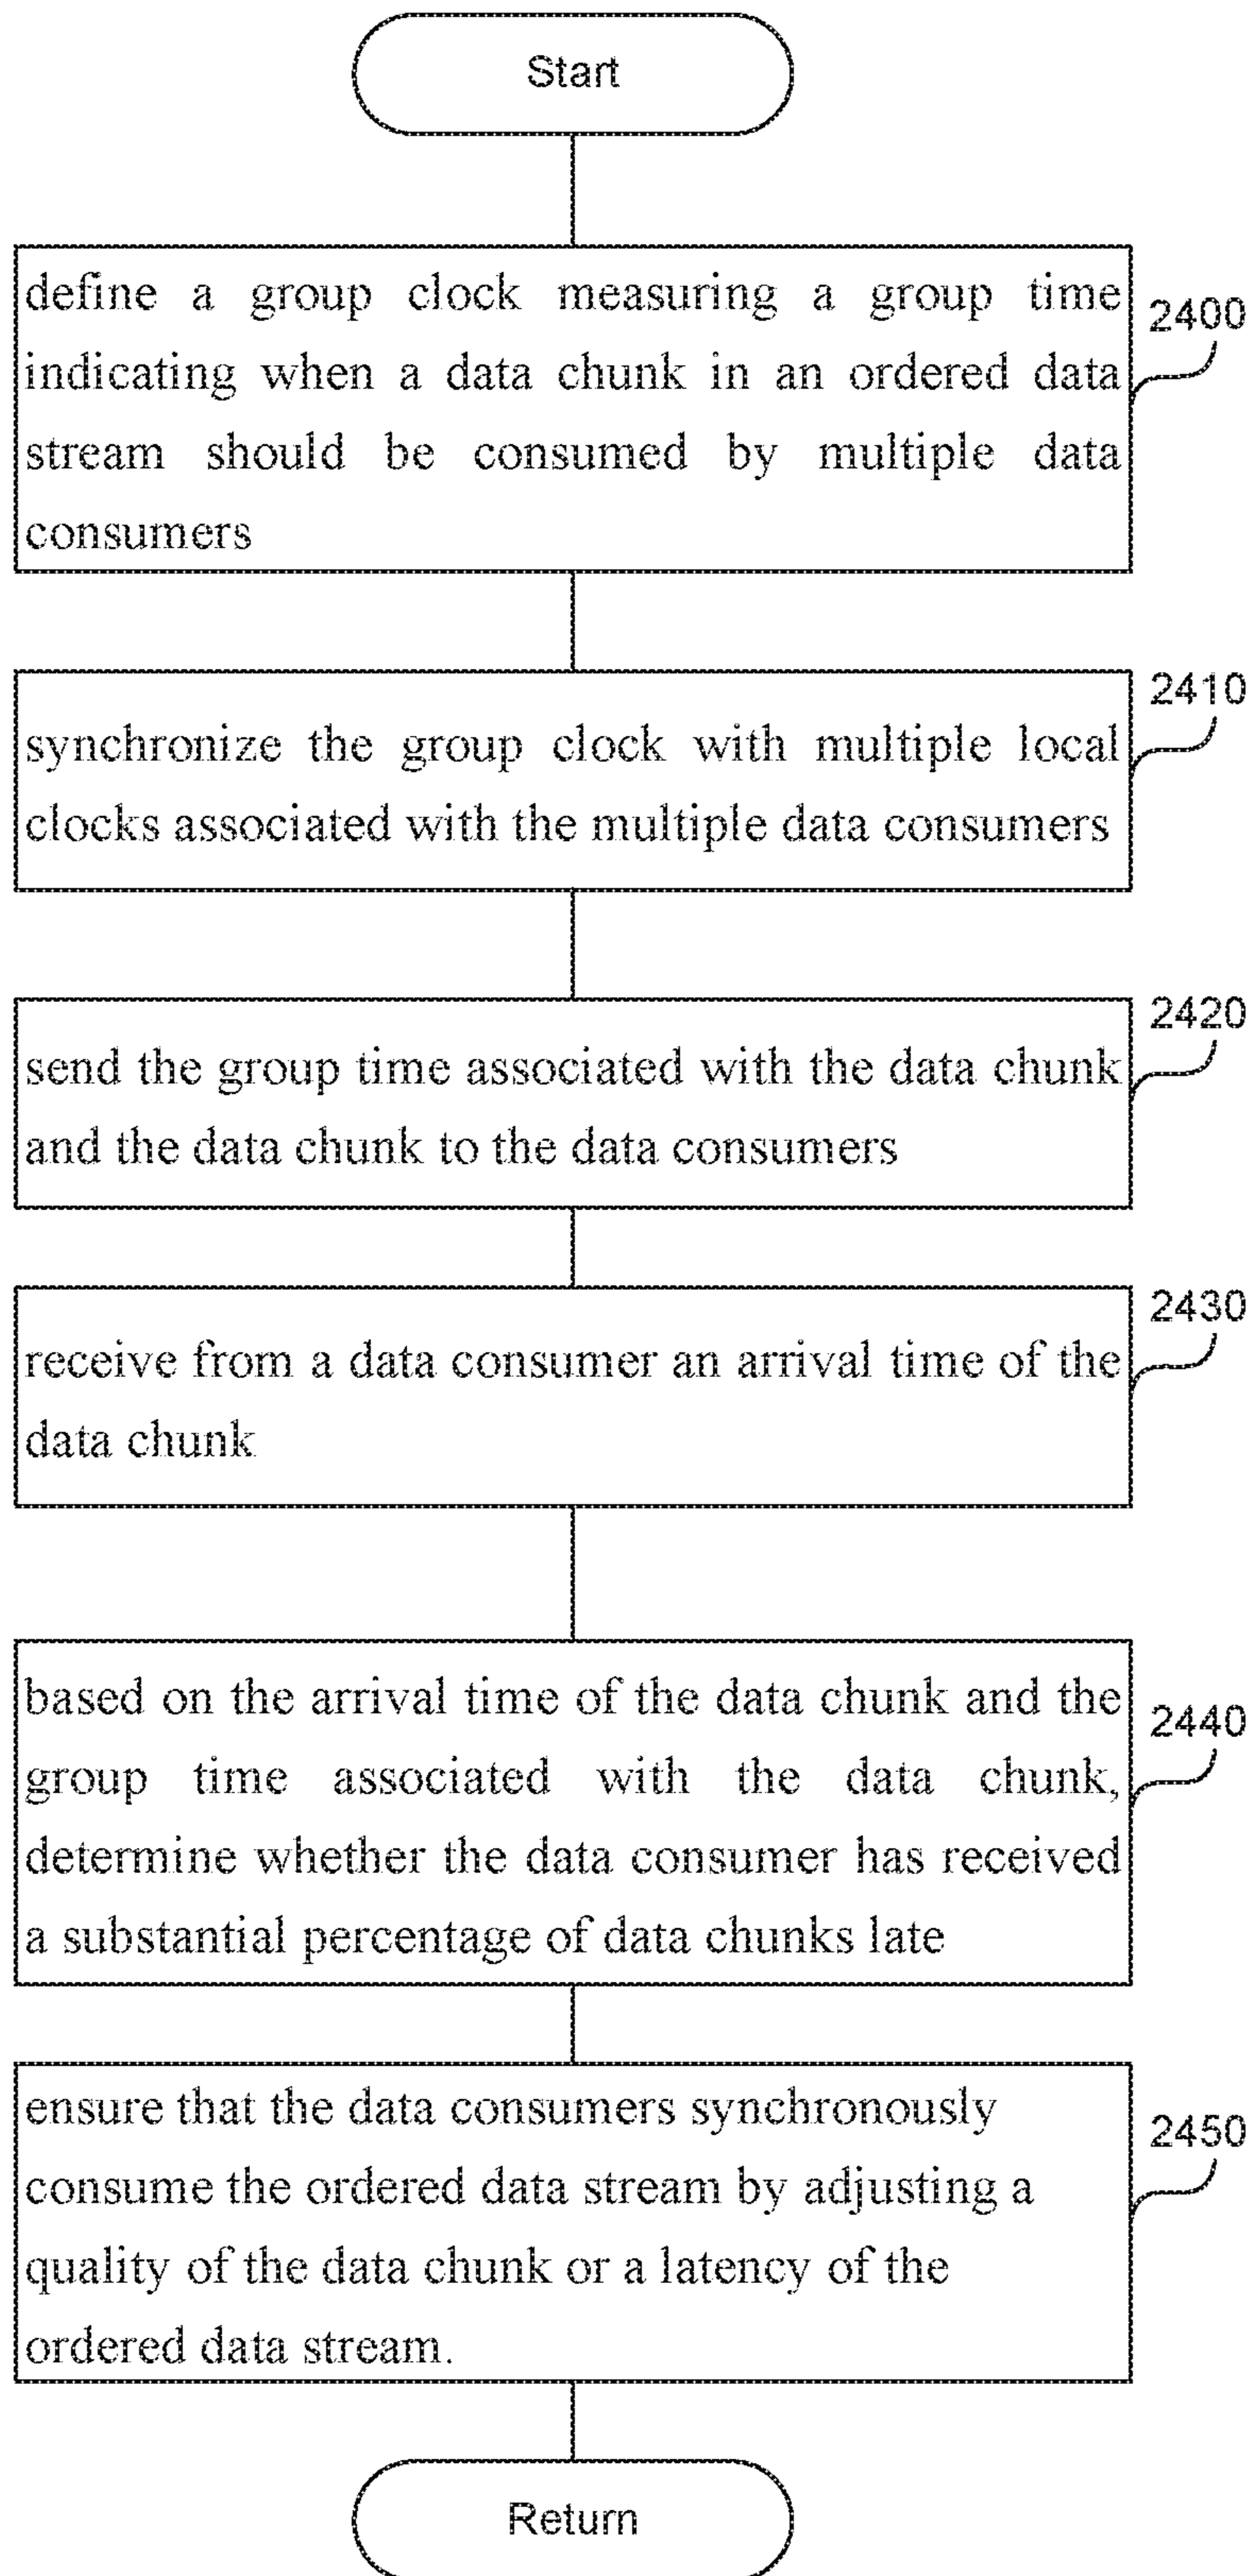 Start
define a group clock measuring a group time
2400
indicating when a data chunk in an ordered data
stream should be consumed by multiple data
consumers
2410
synchronize the group clock with multiple local
clocks associated with the multiple data consumers
2420
send the group time associated with the data chunk
and the data chunk to the data consumers
2430
receive from a data consumer an arrival time of the
data chunk
based on the arrival time of the data chunk and the
2440
group time associated with the data chunk,
determine whether the data consumer has received
a substantial percentage of data chunks late
ensure that the data consumers synchronously
2450
consume the ordered data stream by adjusting a
quality of the data chunk or a latency of the
ordered data stream.
Return